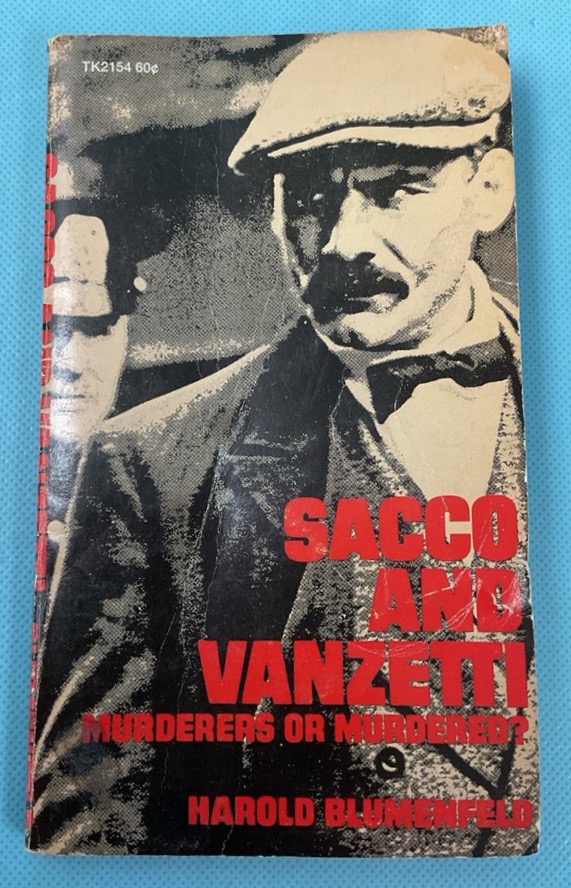 TK2154 60¢
SACCO
AND
VANZETTI
MURDERERS OR MURDERED?
HAROLD BLUMENFELD